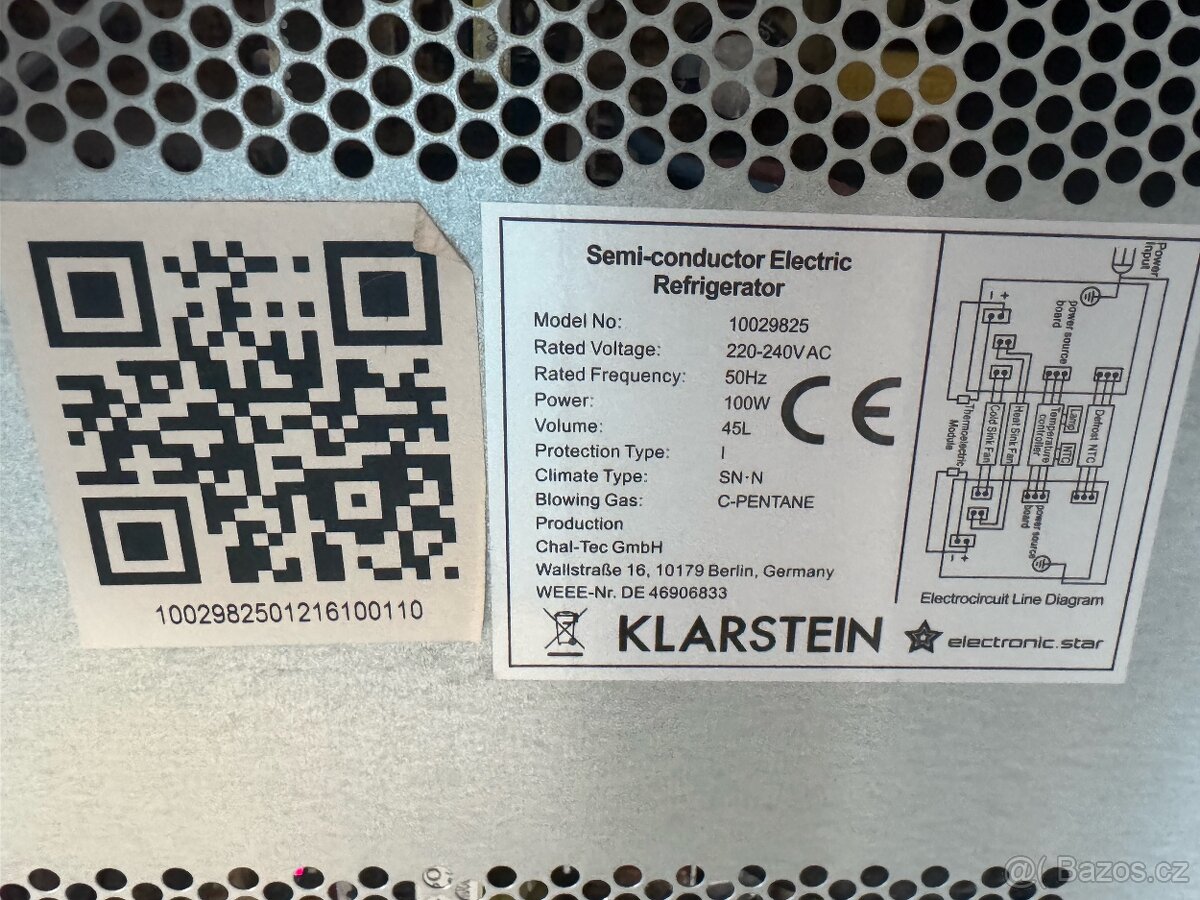 1002982501216100110
Semi-conductor Electric
Refrigerator
Model No: 10029825
Rated Voltage: 220-240V AC
Rated Frequency: 50Hz
Power: 100W
Volume: 45L
Protection Type: I
Climate Type: SN·N
Blowing Gas: C-PENTANE
Production
Chal-Tec GmbH
Wallstraße 16, 10179 Berlin, Germany
WEEE-Nr. DE 46906833
CE
KLARSTEIN
electronic.star
Power
Input
power source
board
- +
Thermoelectric
Module
Cold Sink Fan
Heat Sink Fan
Temperature
controller
Lamp
NTC
Defrost NTC
power source
board
- +
Electrocircuit Line Diagram
@( Bazos.cz